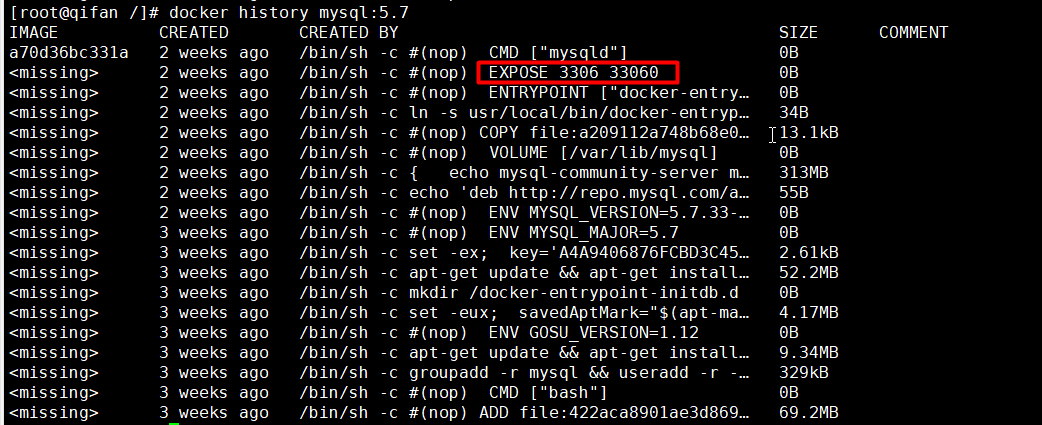 [root@qifan /]# docker history mysql:5.7
IMAGE CREATED CREATED BY SIZE COMMENT
a70d36bc331a 2 weeks ago /bin/sh -c #(nop) CMD ["mysqld"] 0B
<missing> 2 weeks ago /bin/sh -c #(nop) EXPOSE 3306 33060 0B
<missing> 2 weeks ago /bin/sh -c #(nop) ENTRYPOINT ["docker-entry… 0B
<missing> 2 weeks ago /bin/sh -c ln -s usr/local/bin/docker-entryp… 34B
<missing> 2 weeks ago /bin/sh -c #(nop) COPY file:a209112a748b68e0… 13.1kB
<missing> 2 weeks ago /bin/sh -c #(nop) VOLUME [/var/lib/mysql] 0B
<missing> 2 weeks ago /bin/sh -c { echo mysql-community-server m… 313MB
<missing> 2 weeks ago /bin/sh -c echo 'deb http://repo.mysql.com/a… 55B
<missing> 2 weeks ago /bin/sh -c #(nop) ENV MYSQL_VERSION=5.7.33-… 0B
<missing> 3 weeks ago /bin/sh -c #(nop) ENV MYSQL_MAJOR=5.7 0B
<missing> 3 weeks ago /bin/sh -c set -ex; key='A4A9406876FCBD3C45… 2.61kB
<missing> 3 weeks ago /bin/sh -c apt-get update && apt-get install… 52.2MB
<missing> 3 weeks ago /bin/sh -c mkdir /docker-entrypoint-initdb.d 0B
<missing> 3 weeks ago /bin/sh -c set -eux; savedAptMark="$(apt-ma… 4.17MB
<missing> 3 weeks ago /bin/sh -c #(nop) ENV GOSU_VERSION=1.12 0B
<missing> 3 weeks ago /bin/sh -c apt-get update && apt-get install… 9.34MB
<missing> 3 weeks ago /bin/sh -c groupadd -r mysql && useradd -r -… 329kB
<missing> 3 weeks ago /bin/sh -c #(nop) CMD ["bash"] 0B
<missing> 3 weeks ago /bin/sh -c #(nop) ADD file:422aca8901ae3d869… 69.2MB